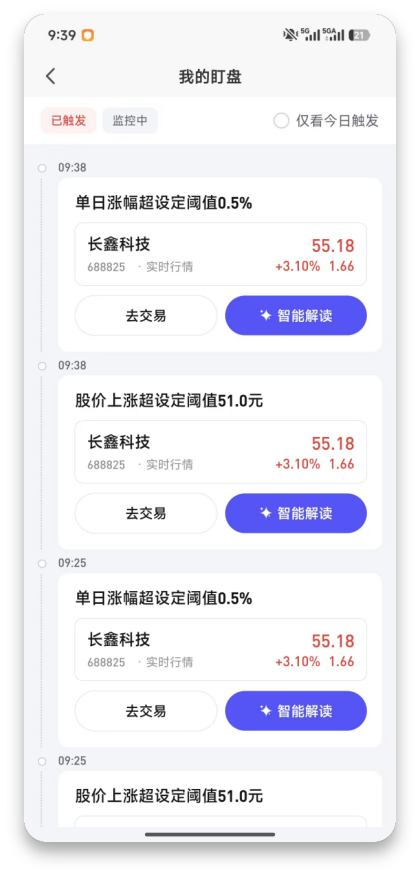 9:39
5G 5GA 21
我的盯盘
已触发 监控中 仅看今日触发
09:38
单日涨幅超设定阈值0.5%
长鑫科技 55.18
688825 ·实时行情 +3.10% 1.66
去交易 智能解读
09:38
股价上涨超设定阈值51.0元
长鑫科技 55.18
688825 ·实时行情 +3.10% 1.66
去交易 智能解读
09:25
单日涨幅超设定阈值0.5%
长鑫科技 55.18
688825 ·实时行情 +3.10% 1.66
去交易 智能解读
09:25
股价上涨超设定阈值51.0元